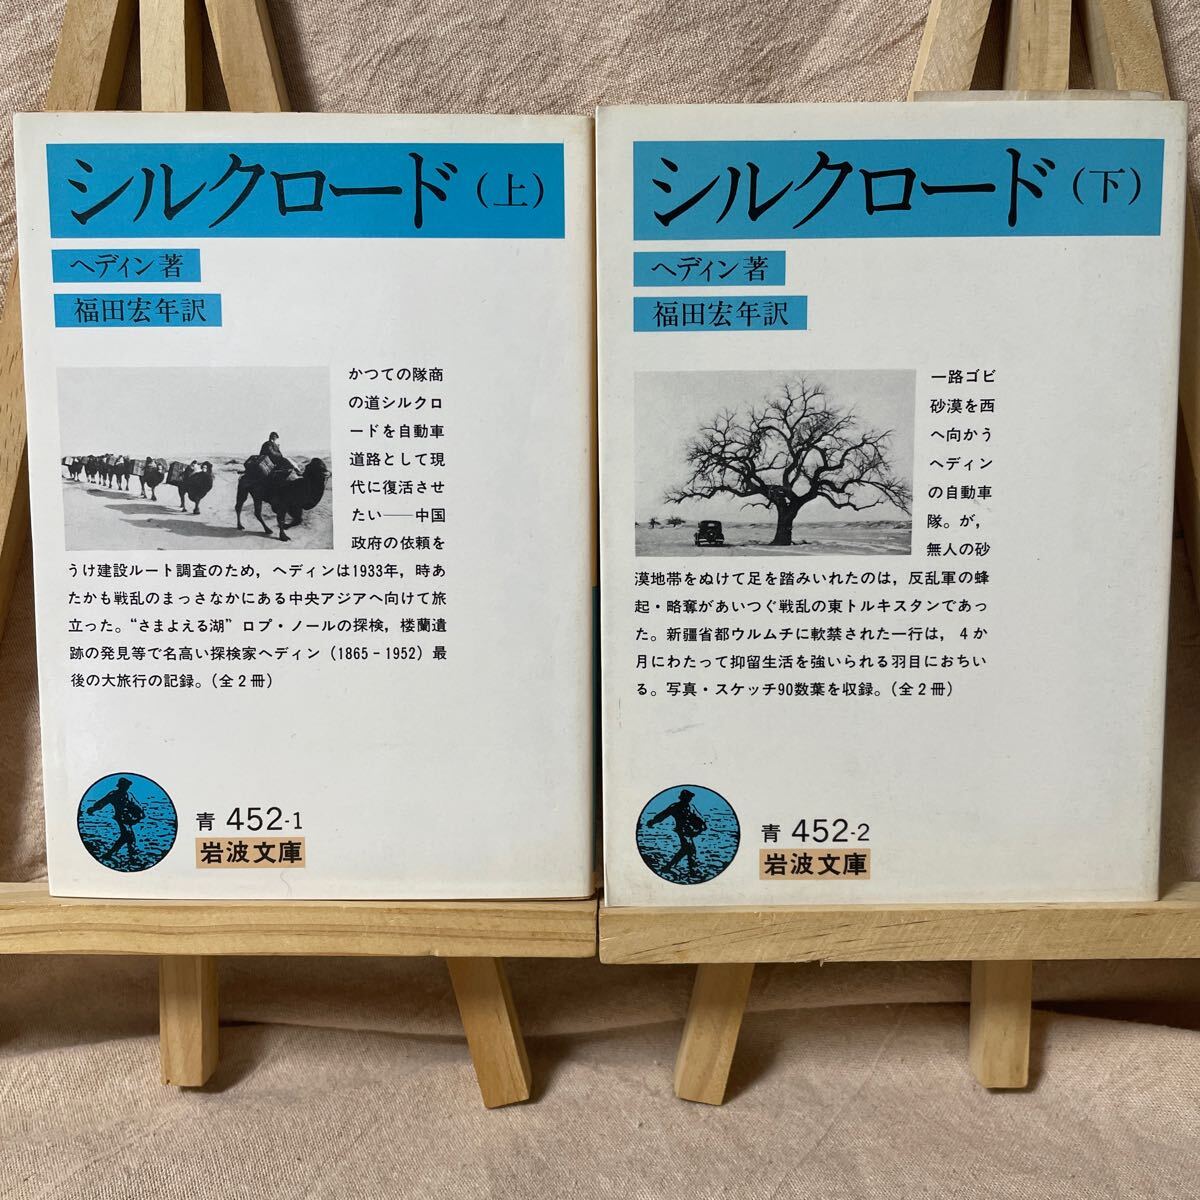 シルクロード(上)
ヘディン著
福田宏年訳
かつての隊商
の道シルクロ
ードを自動車
道路として現
代に復活させ
たい――中国
政府の依頼を
うけ建設ルート調査のため，ヘディンは1933年，時あ
たかも戦乱のまっさなかにある中央アジアへ向けて旅
立った。“さまよえる湖”ロプ・ノールの探検，楼蘭遺
跡の発見等で名高い探検家ヘディン(1865－1952)最
後の大旅行の記録。(全2冊)
青 452-1
岩波文庫
シルクロード(下)
ヘディン著
福田宏年訳
一路ゴビ
砂漠を西
へ向かう
ヘディン
の自動車
隊。が，
無人の砂
漠地帯をぬけて足を踏みいれたのは，反乱軍の蜂
起・略奪があいつぐ戦乱の東トルキスタンであっ
た。新疆省都ウルムチに軟禁された一行は，4か
月にわたって抑留生活を強いられる羽目におちい
る。写真・スケッチ90数葉を収録。(全2冊)
青 452-2
岩波文庫